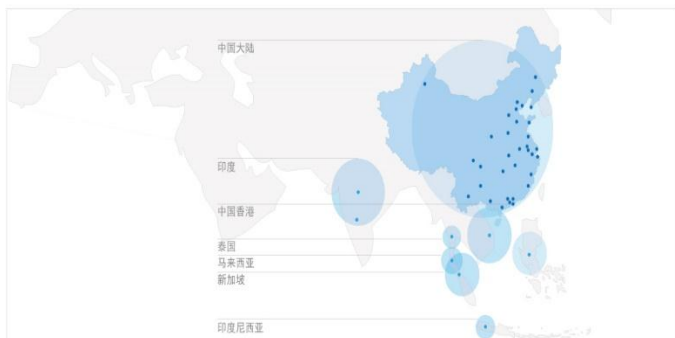 中国大陆
印度
中国香港
泰国
马来西亚
新加坡
印度尼西亚